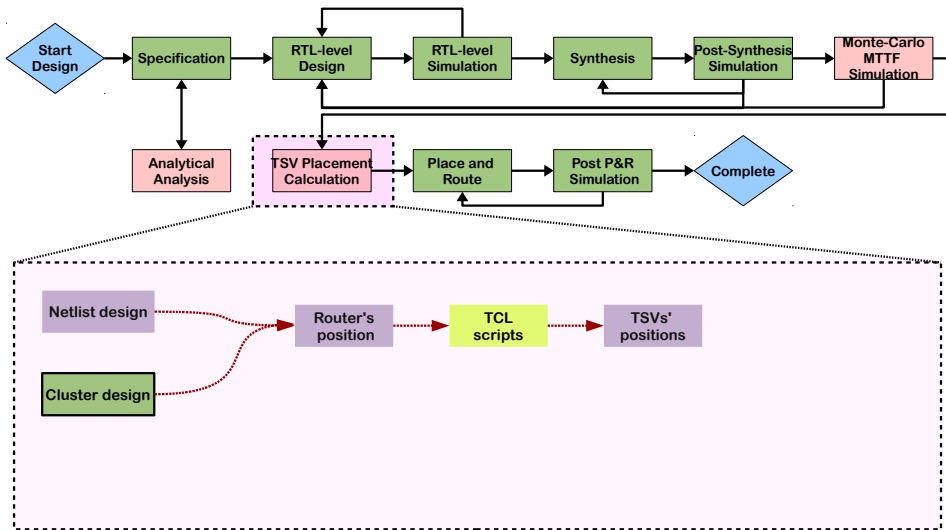 Start
Design
Specification
RTL-level
Design
RTL-level
Simulation
Synthesis
Post-Synthesis
Simulation
Monte-Carlo
MTTF
Simulation
Analytical
Analysis
TSV Placement
Calculation
Place and
Route
Post P&R
Simulation
Complete
Netlist design
Router's
position
TCL
scripts
TSVs'
positions
Cluster design